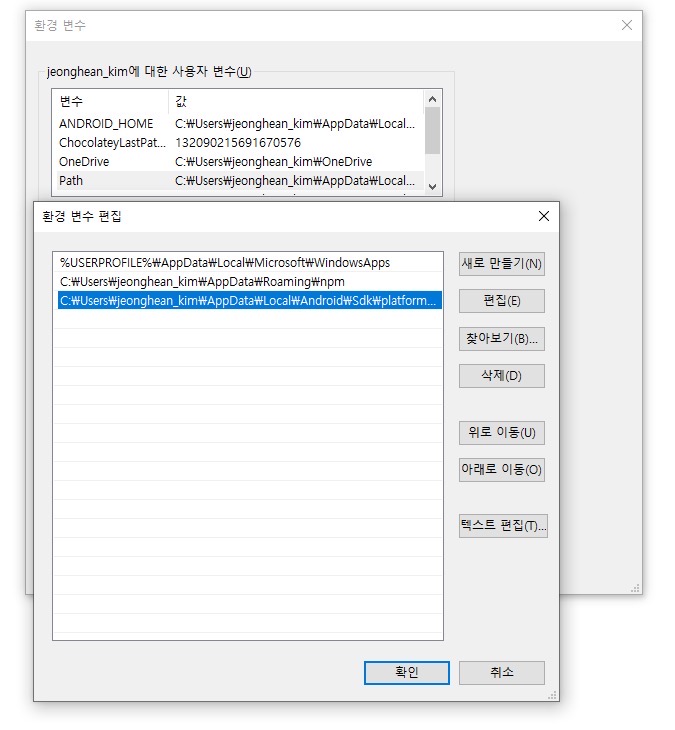 환경 변수
jeonghean_kim에 대한 사용자 변수(U)
변수 값
ANDROID_HOME C:₩Users₩jeonghean_kim₩AppData₩Local...
ChocolateyLastPat... 132090215691670576
OneDrive C:₩Users₩jeonghean_kim₩OneDrive
Path C:₩Users₩jeonghean_kim₩AppData₩Local...
환경 변수 편집
%USERPROFILE%₩AppData₩Local₩Microsoft₩WindowsApps
C:₩Users₩jeonghean_kim₩AppData₩Roaming₩npm
C:₩Users₩jeonghean_kim₩AppData₩Local₩Android₩Sdk₩platform...
새로 만들기(N)
편집(E)
찾아보기(B)...
삭제(D)
위로 이동(U)
아래로 이동(O)
텍스트 편집(T)...
확인 취소